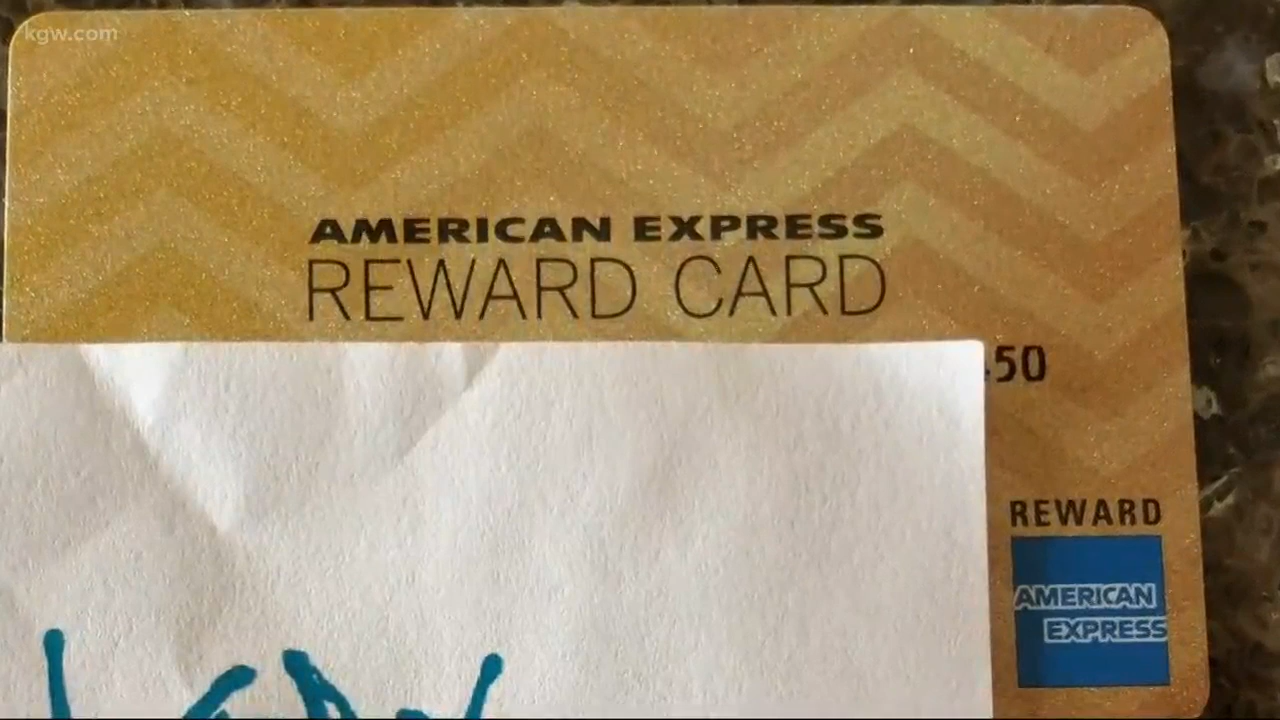 kgw.com
AMERICAN EXPRESS
REWARD CARD
50
REWARD
AMERICAN
EXPRESS